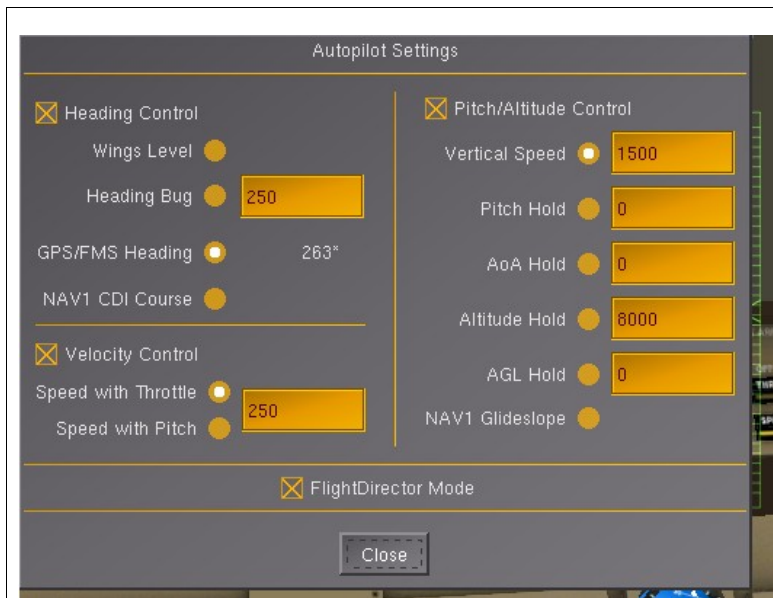 Autopilot Settings
Heading Control
Wings Level
Heading Bug 250
GPS/FMS Heading 263*
NAV1 CDI Course
Velocity Control
Speed with Throttle
250
Speed with Pitch
Pitch/Altitude Control
Vertical Speed 1500
Pitch Hold 0
AoA Hold 0
Altitude Hold 8000
AGL Hold 0
NAV1 Glideslope
FlightDirector Mode
Close